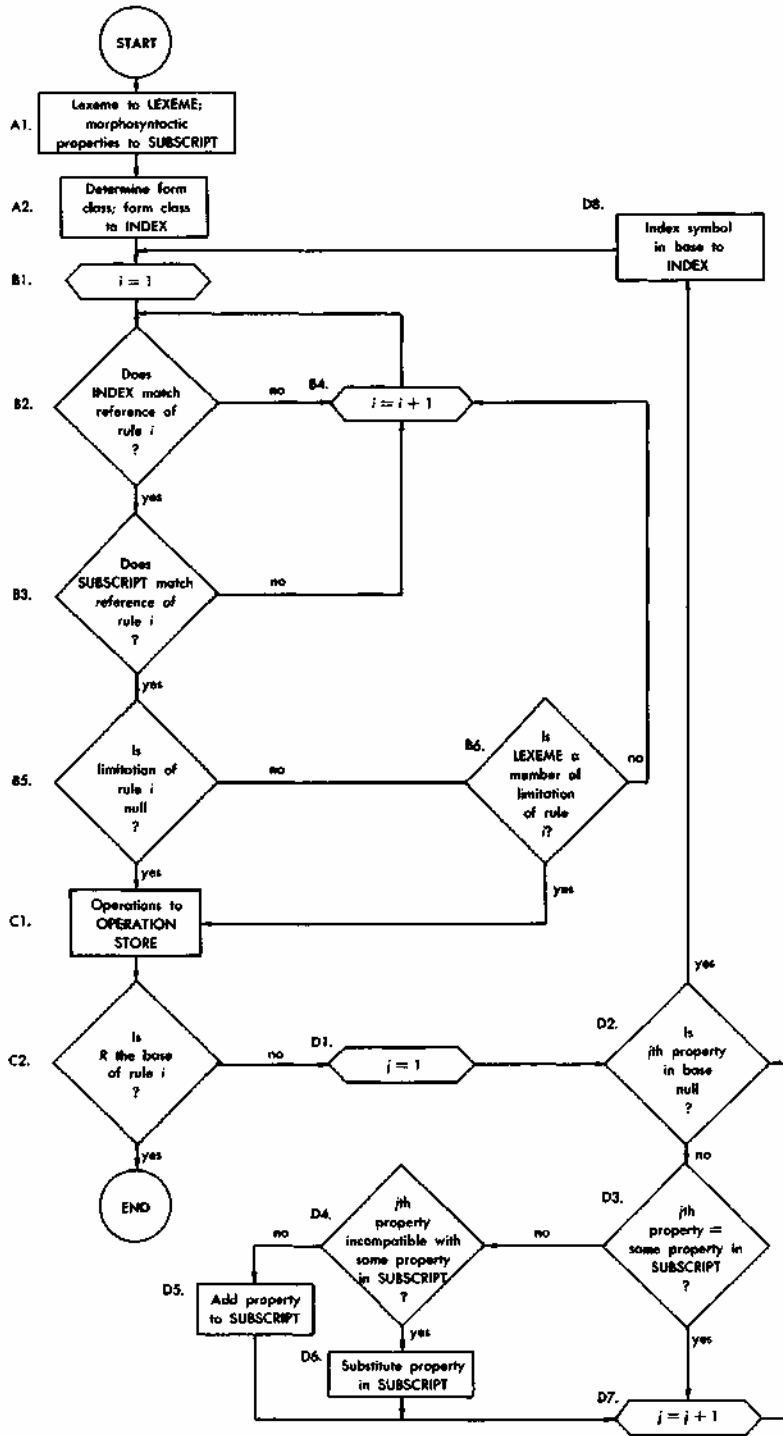 START
A1.
Lexeme to LEXEME;
morphosyntactic
properties to SUBSCRIPT
A2.
Determine form
class; form class
to INDEX
D8.
Index symbol
in base to
INDEX
B1.
i = 1
B2.
Does
INDEX match
reference of
rule i
?
no
yes
B4.
i = i + 1
B3.
Does
SUBSCRIPT match
reference of
rule i
?
no
yes
B5.
Is
limitation of
rule i
null
?
no
yes
B6.
Is
LEXEME a
member of
limitation
of rule
i?
no
yes
C1.
Operations to
OPERATION
STORE
C2.
Is
R the base
of rule i
?
no
yes
END
D1.
j = 1
D2.
Is
jth property
in base
null
?
yes
no
D3.
jth
property =
some property in
SUBSCRIPT
?
no
yes
D4.
jth
property
incompatible with
some property
in SUBSCRIPT
?
no
yes
D5.
Add property
to SUBSCRIPT
D6.
Substitute property
in SUBSCRIPT
D7.
j = j + 1